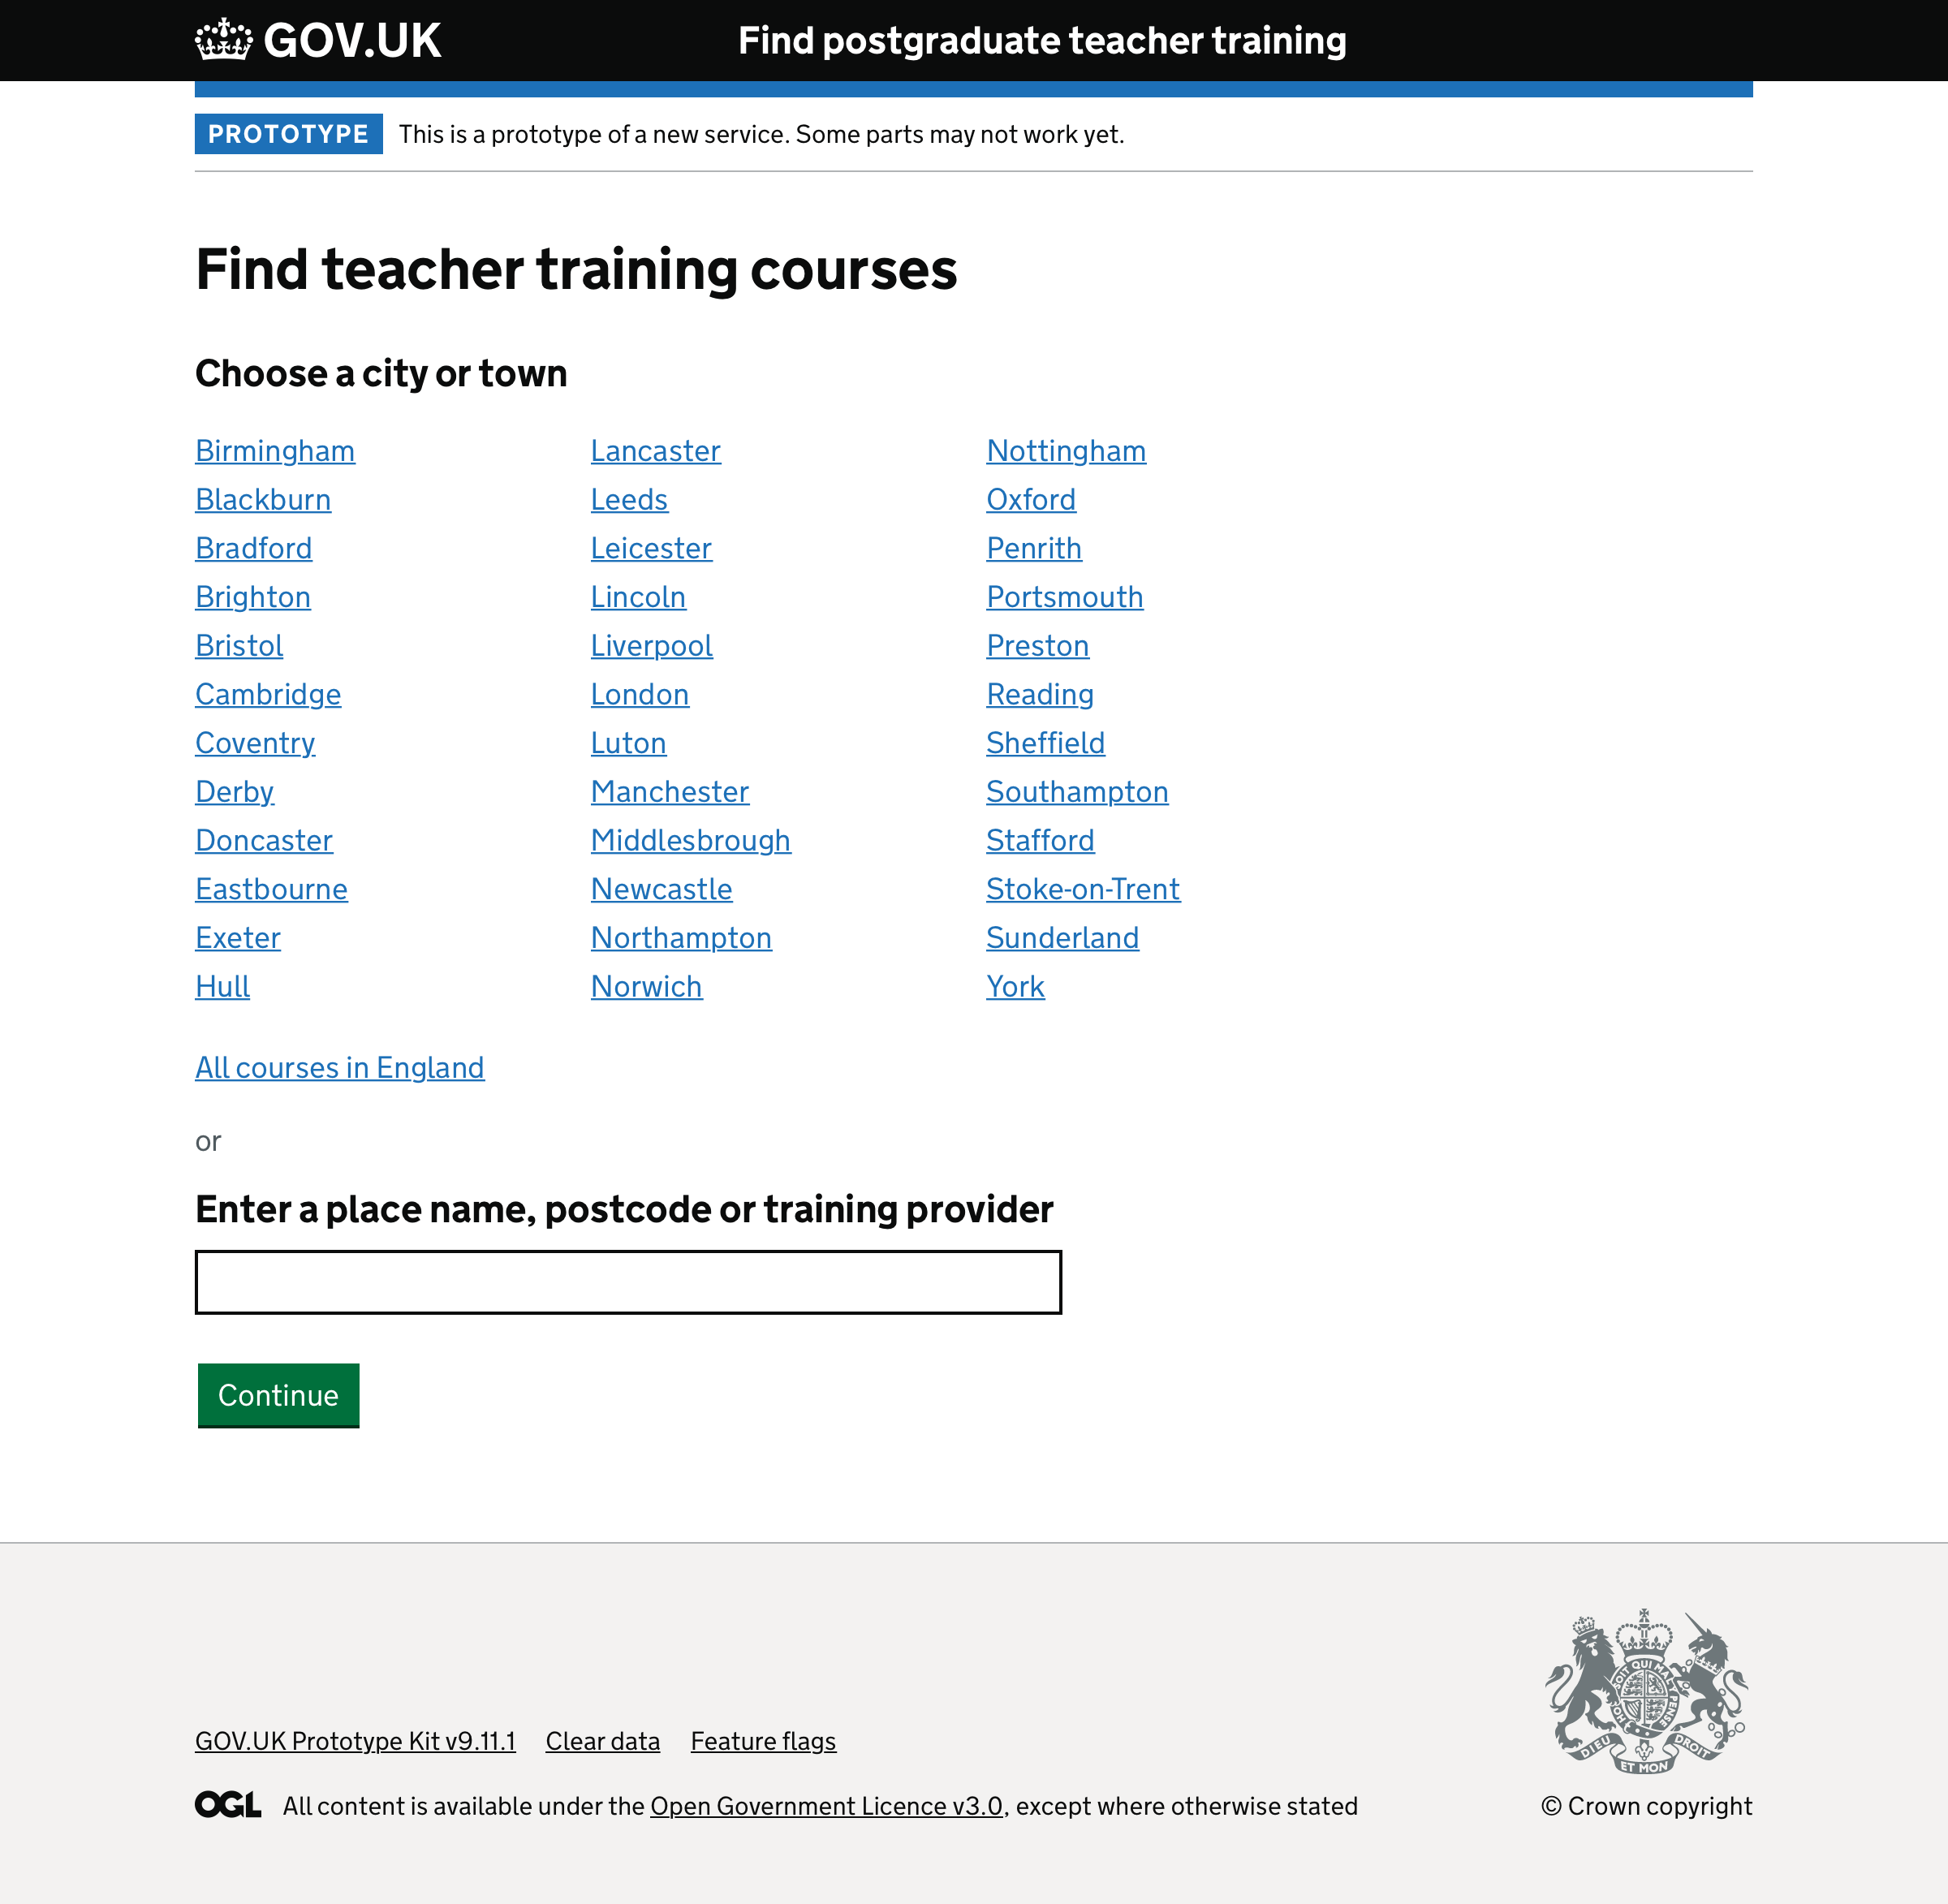 GOV.UK
Find postgraduate teacher training
PROTOTYPE
This is a prototype of a new service. Some parts may not work yet.
Find teacher training courses
Choose a city or town
Birmingham
Blackburn
Bradford
Brighton
Bristol
Cambridge
Coventry
Derby
Doncaster
Eastbourne
Exeter
Hull
Lancaster
Leeds
Leicester
Lincoln
Liverpool
London
Luton
Manchester
Middlesbrough
Newcastle
Northampton
Norwich
Nottingham
Oxford
Penrith
Portsmouth
Preston
Reading
Sheffield
Southampton
Stafford
Stoke-on-Trent
Sunderland
York
All courses in England
or
Enter a place name, postcode or training provider
Continue
GOV.UK Prototype Kit v9.11.1
Clear data
Feature flags
OGL
All content is available under the Open Government Licence v3.0, except where otherwise stated
HONI SOIT QUI MAL Y PENSE
DIEU ET MON DROIT
© Crown copyright